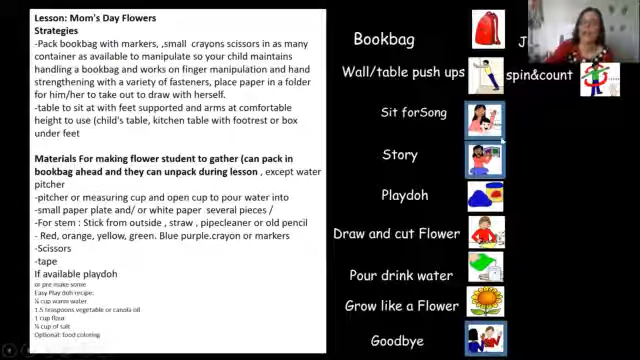 Lesson: Mom's Day Flowers
Strategies
-Pack bookbag with markers, ,small crayons scissors in as many
container as available to manipulate so your child maintains
handling a bookbag and works on finger manipulation and hand
strengthening with a variety of fasteners, place paper in a folder
for him/her to take out to draw with herself.
-table to sit at with feet supported and arms at comfortable
height to use (child's table, kitchen table with footrest or box
under feet
Materials For making flower student to gather (can pack in
bookbag ahead and they can unpack during lesson , except water
pitcher
-pitcher or measuring cup and open cup to pour water into
-small paper plate and/ or white paper several pieces /
-For stem : Stick from outside , straw , pipecleaner or old pencil
- Red, orange, yellow, green. Blue purple.crayon or markers
-Scissors
-tape
If available playdoh
or pre make some
Easy Play doh recipe:
¼ cup warm water
1.5 teaspoons vegetable or canola oil
1 cup flour
¼ cup of salt
Optional: food coloring
Bookbag
J
Wall/table push ups
spin&count
Sit forSong
Story
Playdoh
Draw and cut Flower
Pour drink water
Grow like a Flower
Goodbye